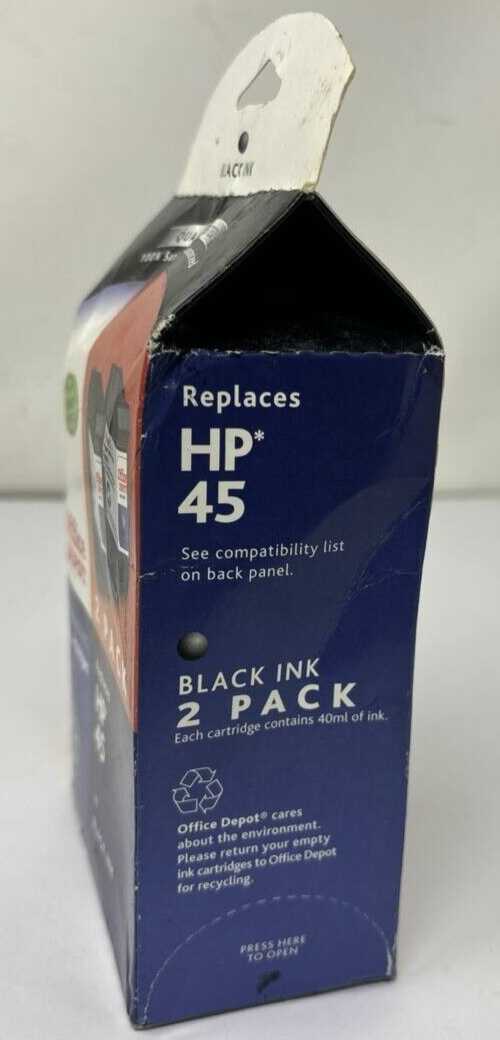 BLACK INK
Replaces
HP*
45
See compatibility list
on back panel.
BLACK INK
2 PACK
Each cartridge contains 40ml of ink.
Office Depot® cares
about the environment.
Please return your empty
ink cartridges to Office Depot
for recycling.
PRESS HERE
TO OPEN